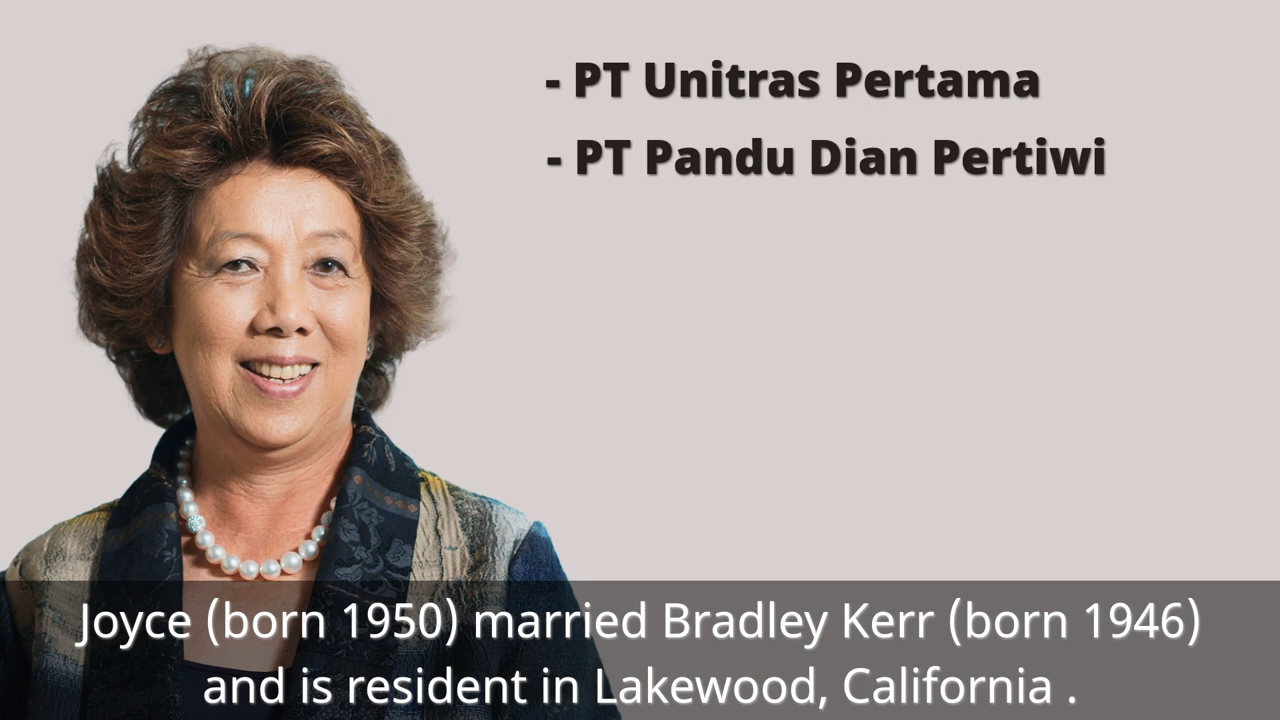 - PT Unitras Pertama
- PT Pandu Dian Pertiwi
Joyce (born 1950) married Bradley Kerr (born 1946)
and is resident in Lakewood, California .